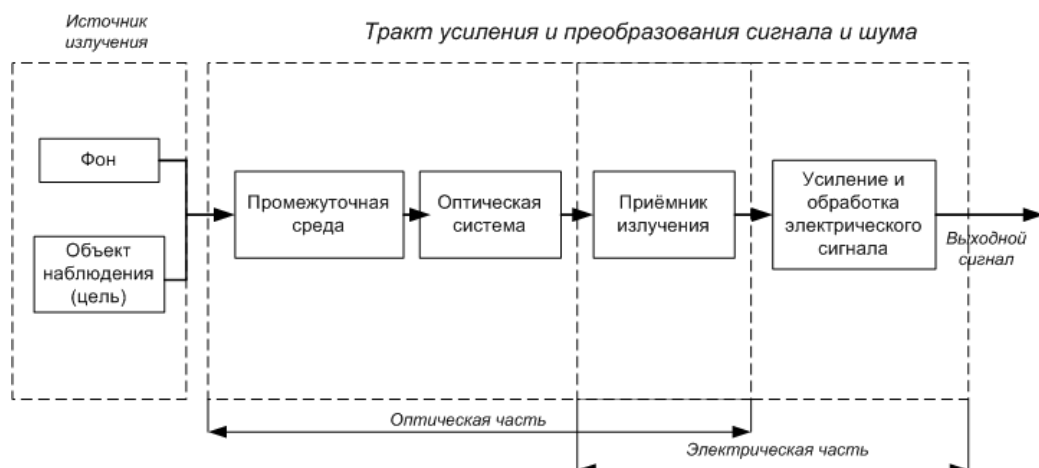 Источник
излучения
Тракт усиления и преобразования сигнала и шума
Фон
Объект
наблюдения
(цель)
Промежуточная
среда
Оптическая
система
Приёмник
излучения
Усиление и
обработка
электрического
сигнала
Выходной
сигнал
Оптическая часть
Электрическая часть